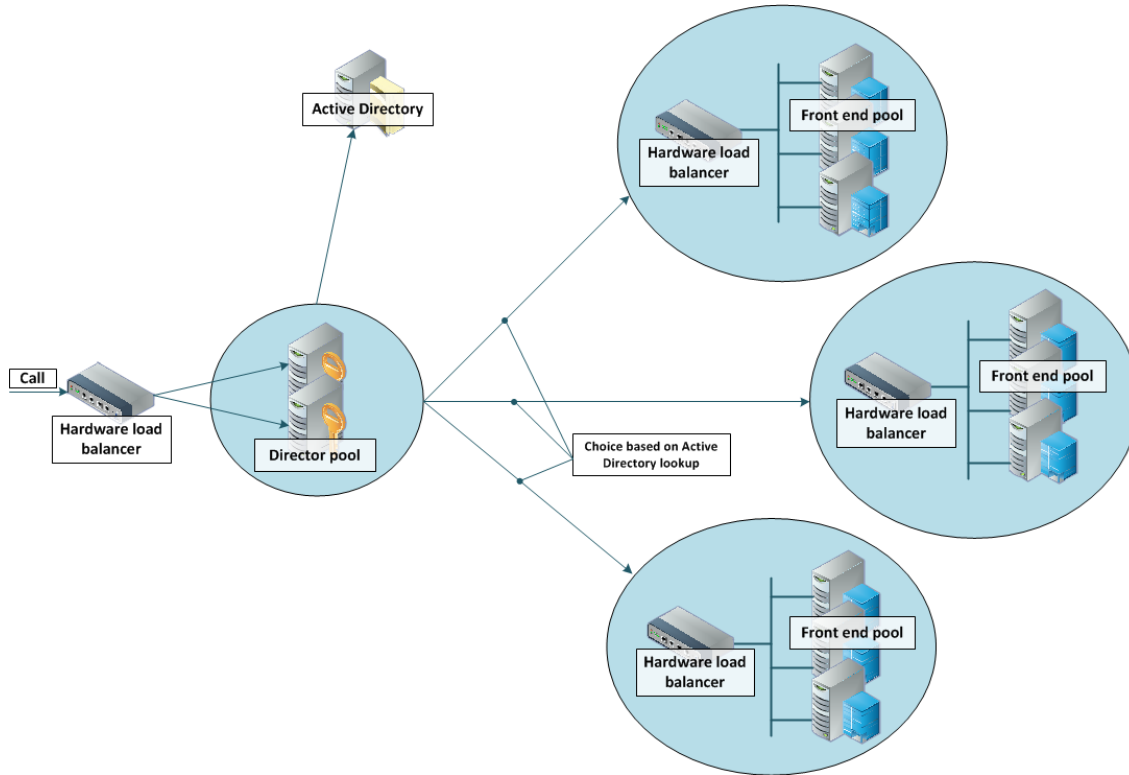 Active Directory
Front end pool
Hardware load
balancer
Front end pool
Hardware load
balancer
Call
Hardware load
balancer
Director pool
Choice based on Active
Directory lookup
Front end pool
Hardware load
balancer